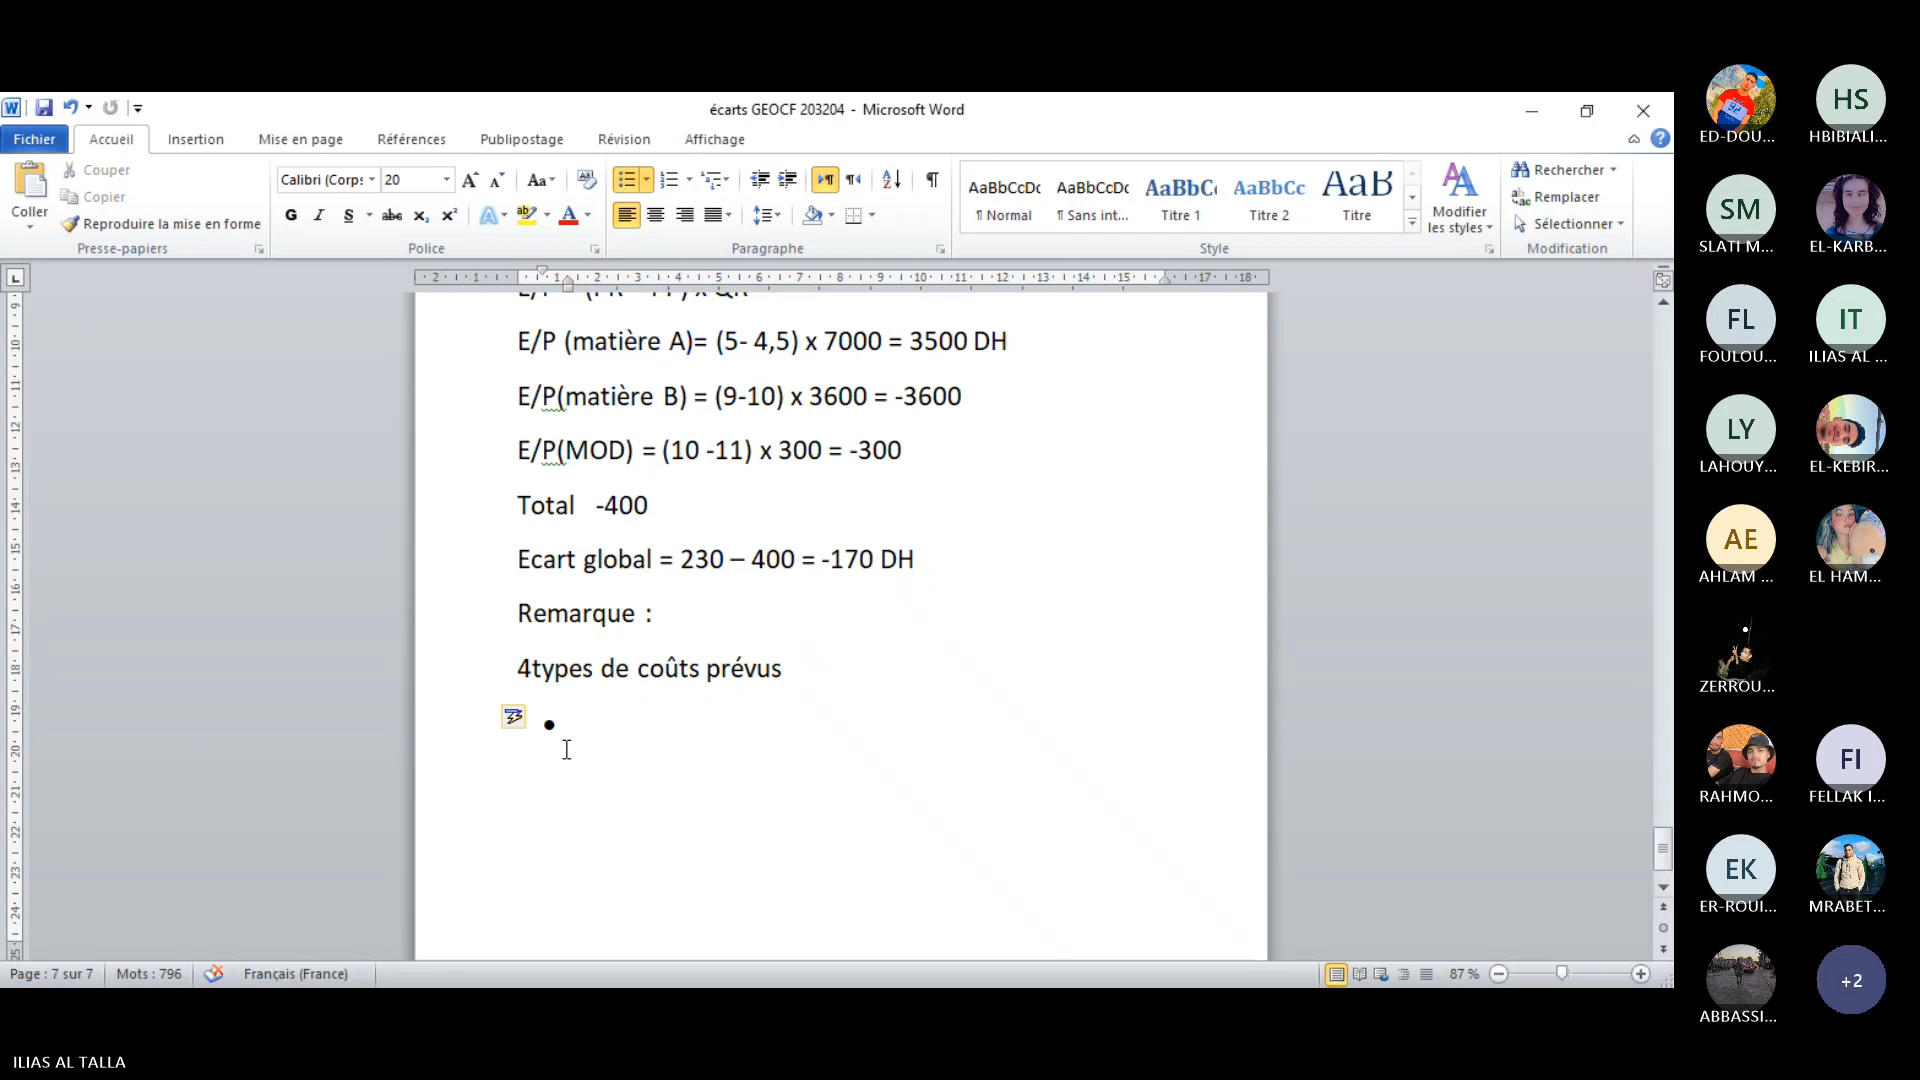 écarts GEOCF 203204 - Microsoft Word
Fichier Accueil Insertion Mise en page Références Publipostage Révision Affichage
Coller
Couper
Copier
Reproduire la mise en forme
Presse-papiers
Calibri (Corps 20
G I S abc x₂ x²
Police
Paragraphe
AaBbCcDc AaBbCcDc AaBbC AaBbCc AaB
¶ Normal ¶ Sans int... Titre 1 Titre 2 Titre
Modifier les styles
Style
Rechercher
Remplacer
Sélectionner
Modification
E/P (matière A)= (5- 4,5) x 7000 = 3500 DH
E/P(matière B) = (9-10) x 3600 = -3600
E/P(MOD) = (10 -11) x 300 = -300
Total -400
Ecart global = 230 – 400 = -170 DH
Remarque :
4types de coûts prévus
•
Page : 7 sur 7 Mots : 796 Français (France) 87 %
ED-DOU...
HS
HBIBIALI...
SM
SLATI M...
EL-KARB...
FL
FOULOU...
IT
ILIAS AL ...
LY
LAHOUY...
EL-KEBIR...
AE
AHLAM ...
EL HAM...
ZERROU...
RAHMO...
FI
FELLAK I...
EK
ER-ROUI...
MRABET...
ABBASSI...
+2
ILIAS AL TALLA